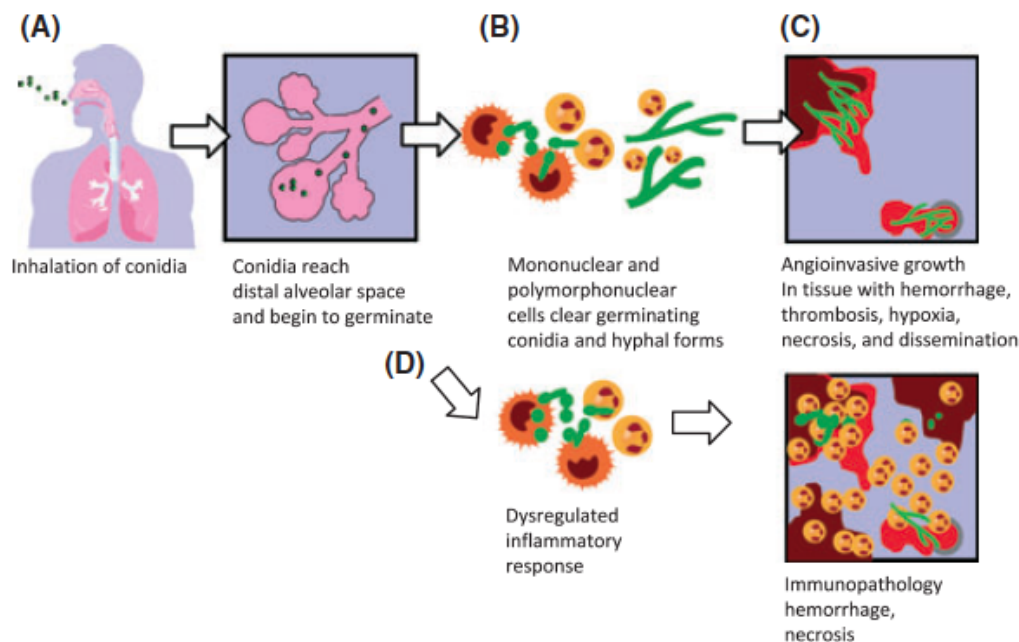 (A)
(B)
(C)
Inhalation of conidia
Conidia reach
distal alveolar space
and begin to germinate
Mononuclear and
polymorphonuclear
cells clear germinating
conidia and hyphal forms
Angioinvasive growth
In tissue with hemorrhage,
thrombosis, hypoxia,
necrosis, and dissemination
(D)
Dysregulated
inflammatory
response
Immunopathology
hemorrhage,
necrosis